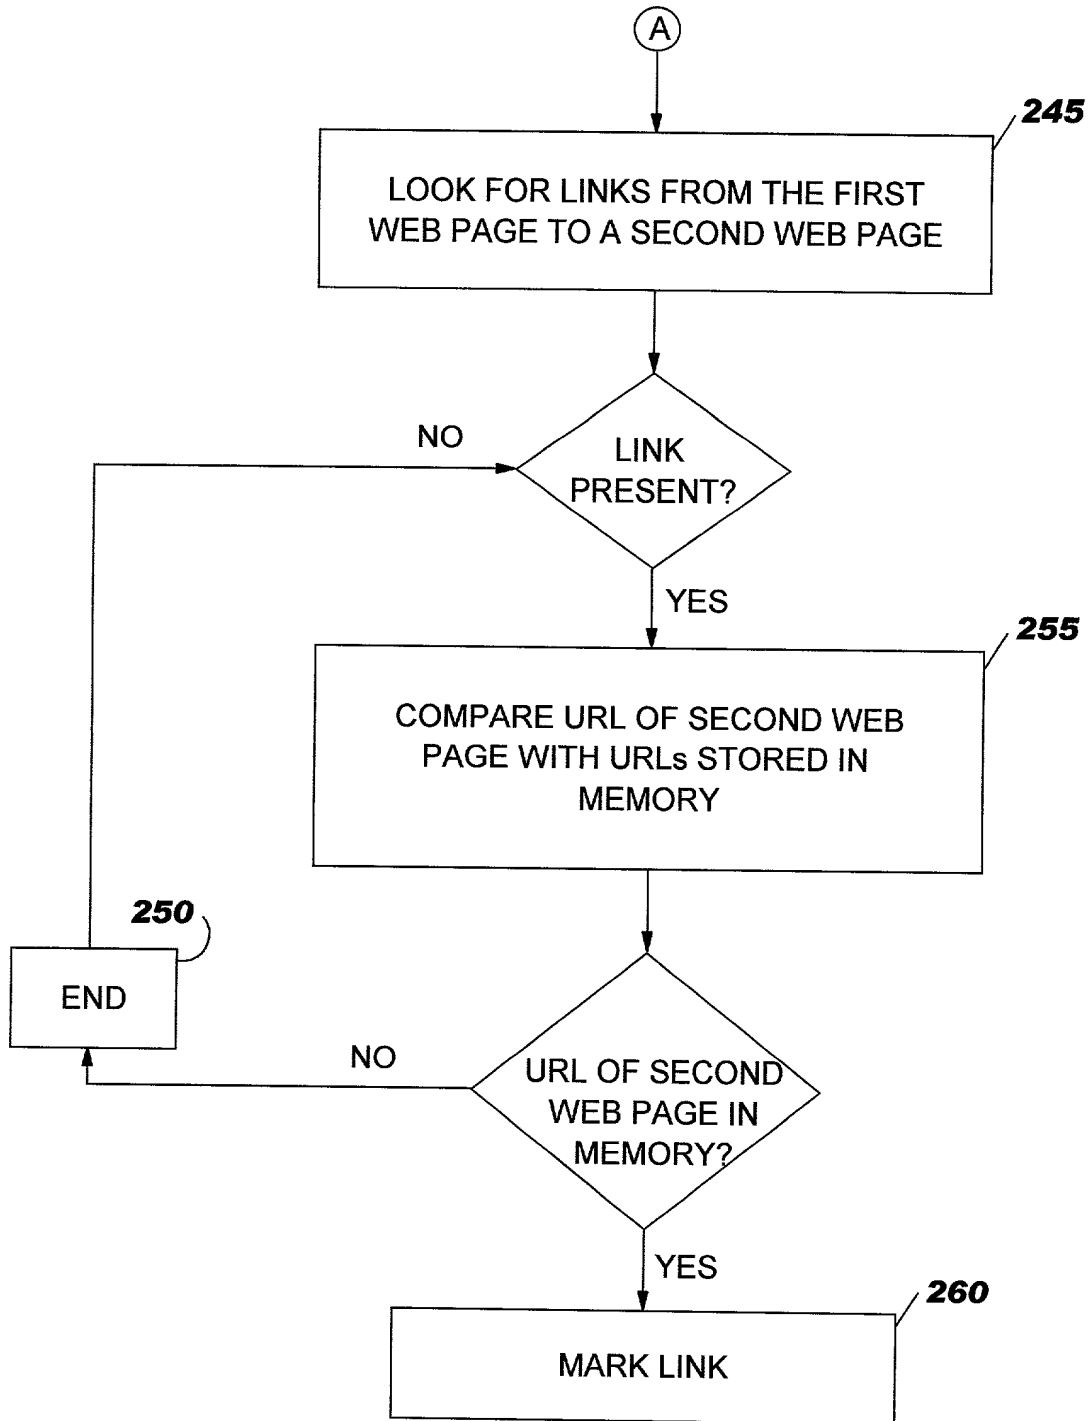 A
245
LOOK FOR LINKS FROM THE FIRST
WEB PAGE TO A SECOND WEB PAGE
NO
LINK
PRESENT?
YES
255
COMPARE URL OF SECOND WEB
PAGE WITH URLs STORED IN
MEMORY
250
END
NO
URL OF SECOND
WEB PAGE IN
MEMORY?
YES
260
MARK LINK